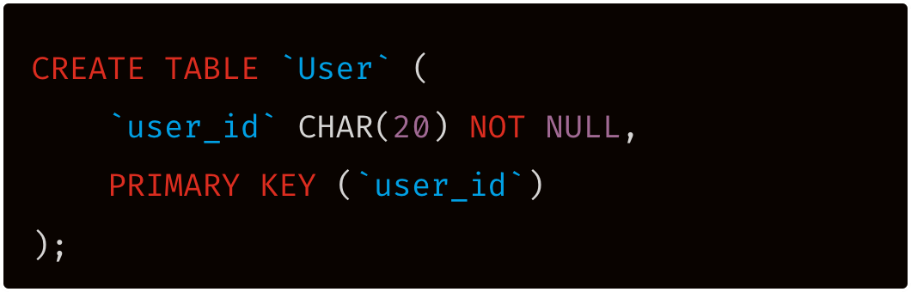 CREATE TABLE `User` (
    `user_id` CHAR(20) NOT NULL,
    PRIMARY KEY (`user_id`)
);